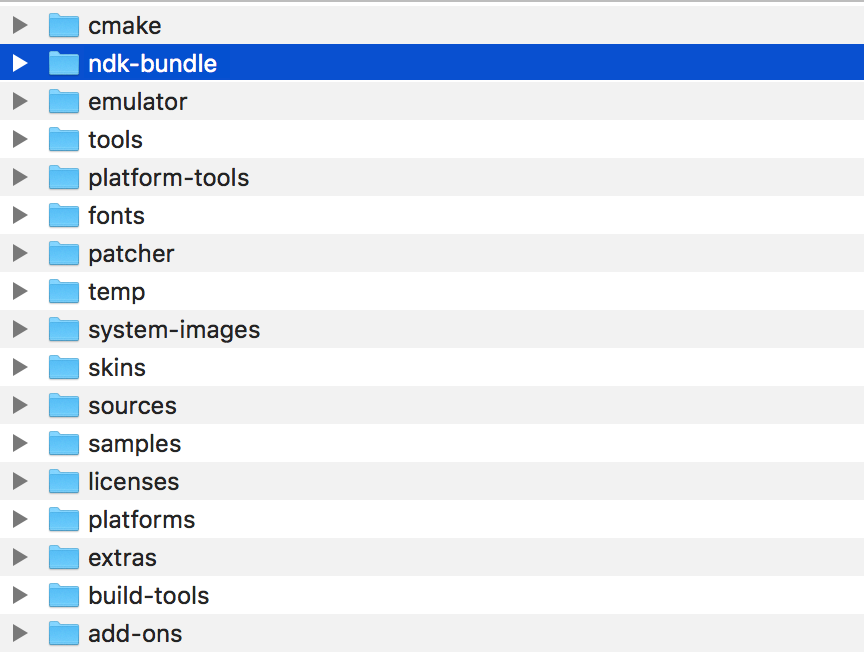 cmake
ndk-bundle
emulator
tools
platform-tools
fonts
patcher
temp
system-images
skins
sources
samples
licenses
platforms
extras
build-tools
add-ons